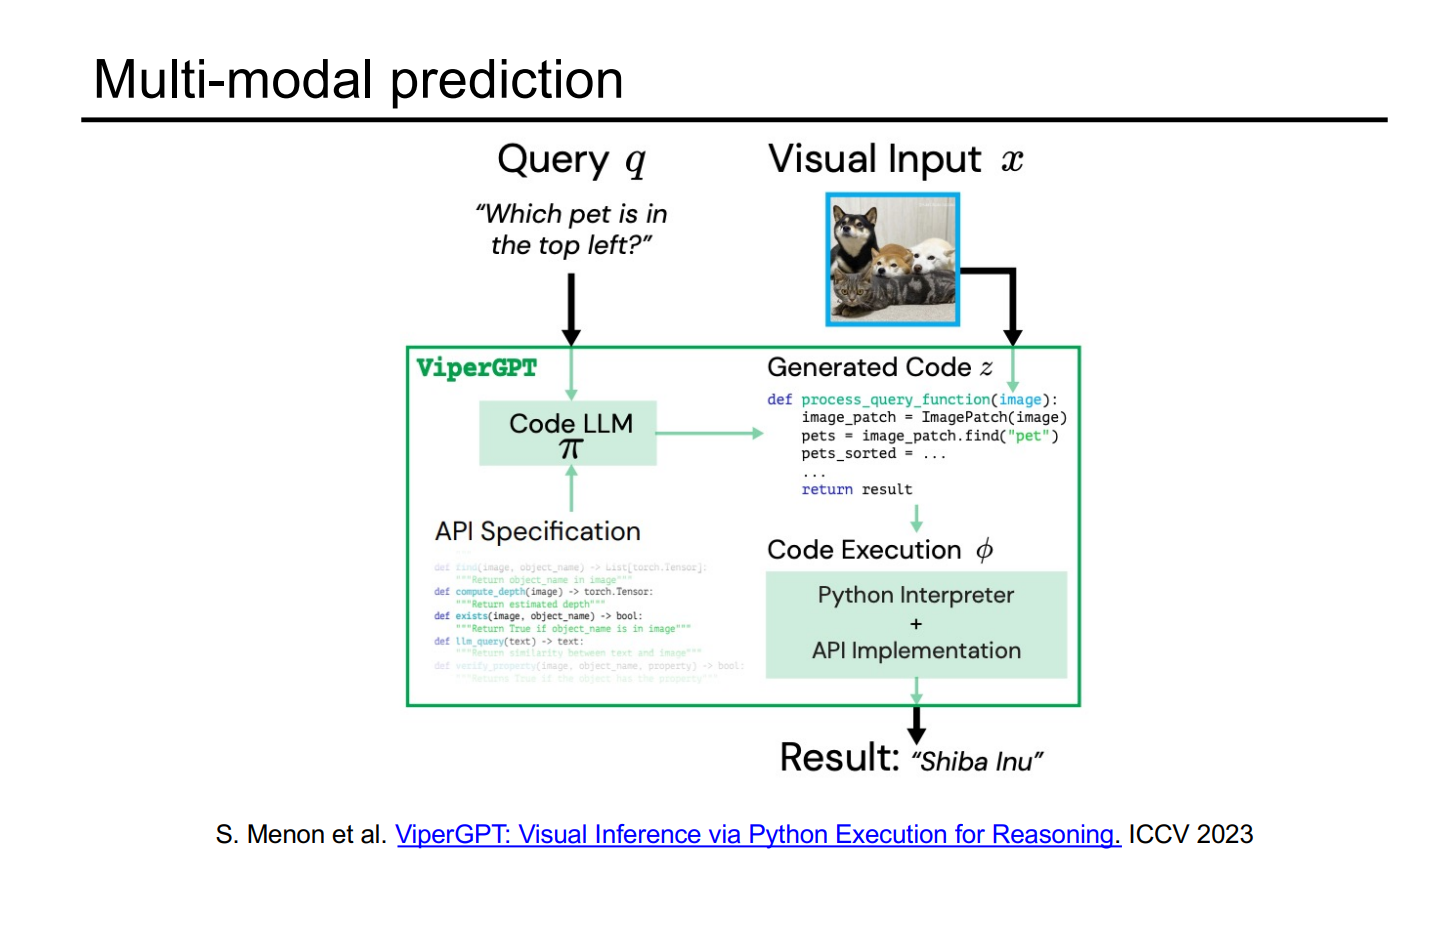 Multi-modal prediction
Query q
“Which pet is in
the top left?”
Visual Input x
ViperGPT
Code LLM
π
API Specification
def find(image, object_name) -> List[torch.Tensor]:
"""Return object_name in image"""
def compute_depth(image) -> torch.Tensor:
"""Return estimated depth"""
def exists(image, object_name) -> bool:
"""Return True if object_name is in image"""
def llm_query(text) -> text:
"""Return similarity between text and image"""
def verify_property(image, object_name, property) -> bool:
"""Returns True if the object has the property"""
Generated Code z
def process_query_function(image):
image_patch = ImagePatch(image)
pets = image_patch.find("pet")
pets_sorted = ...
...
return result
Code Execution ϕ
Python Interpreter
+
API Implementation
Result: “Shiba Inu”
S. Menon et al. ViperGPT: Visual Inference via Python Execution for Reasoning. ICCV 2023